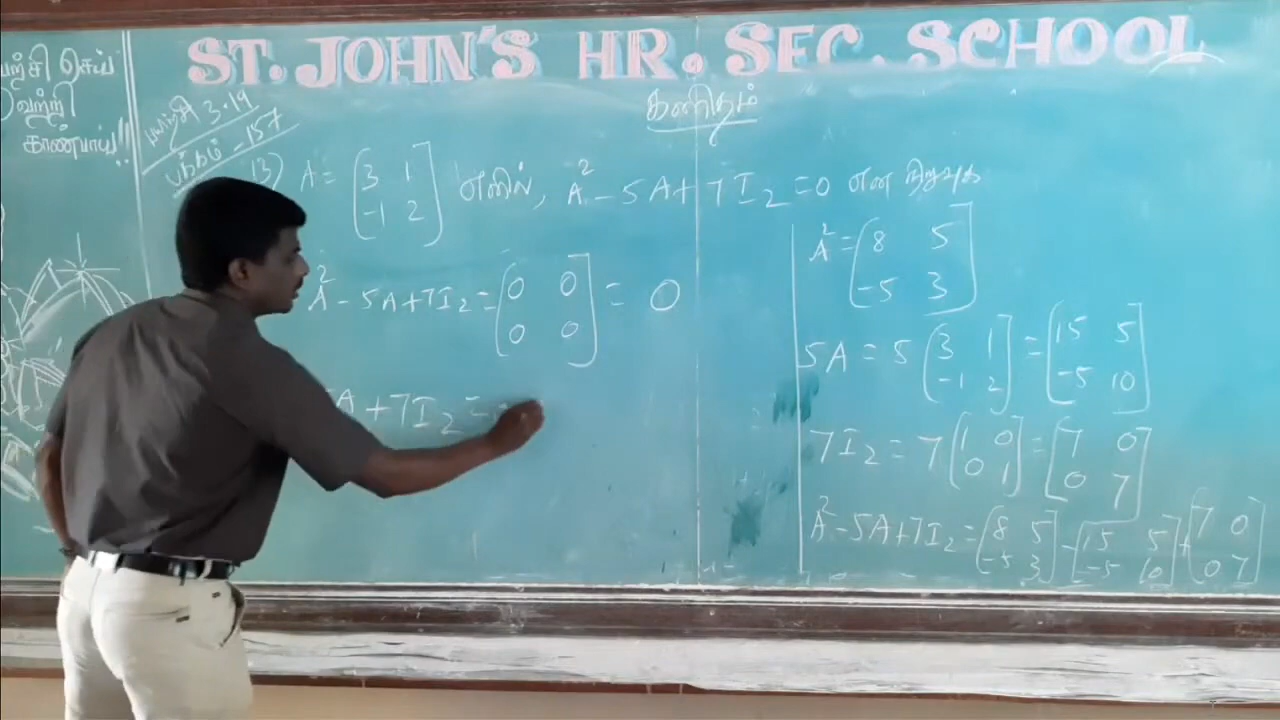 ST. JOHN'S HR. SEC. SCHOOL
செய்
வெற்றி
காண்பாய்!!
பயிற்சி 3.19
பக்கம் - 157
கணிதம்
13) A = [3 1; -1 2] எனில், A² - 5A + 7I₂ = 0 என நிறுவுக
A² - 5A + 7I₂ = [0 0; 0 0] = 0
A + 7I₂ =
A² = [8 5; -5 3]
5A = 5 [3 1; -1 2] = [15 5; -5 10]
7I₂ = 7 [1 0; 0 1] = [7 0; 0 7]
A² - 5A + 7I₂ = [8 5; -5 3] - [15 5; -5 10] + [7 0; 0 7]